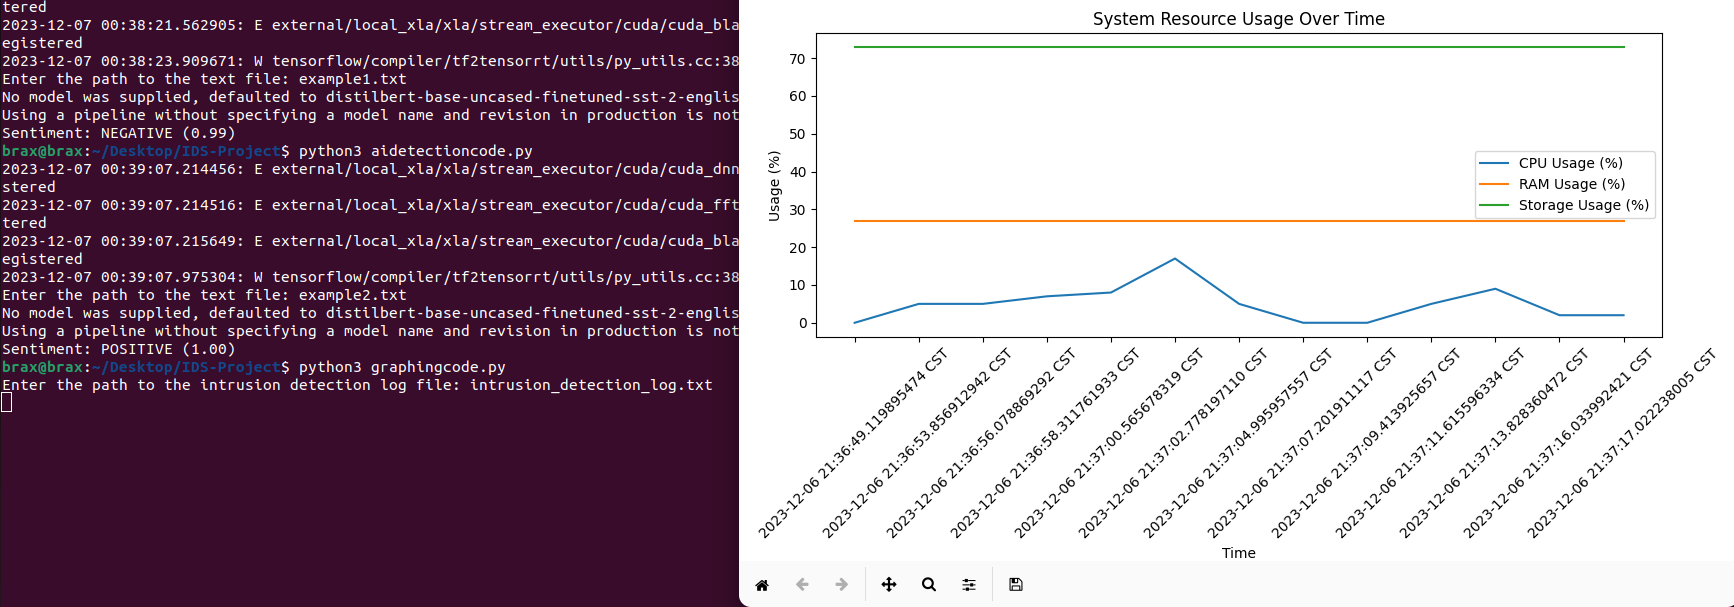 tered
2023-12-07 00:38:21.562905: E external/local_xla/xla/stream_executor/cuda/cuda_bla
egistered
2023-12-07 00:38:23.909671: W tensorflow/compiler/tf2tensorrt/utils/py_utils.cc:38
Enter the path to the text file: example1.txt
No model was supplied, defaulted to distilbert-base-uncased-finetuned-sst-2-englis
Using a pipeline without specifying a model name and revision in production is not
Sentiment: NEGATIVE (0.99)
brax@brax:~/Desktop/IDS-Project$ python3 aidetectioncode.py
2023-12-07 00:39:07.214456: E external/local_xla/xla/stream_executor/cuda/cuda_dnn
stered
2023-12-07 00:39:07.214516: E external/local_xla/xla/stream_executor/cuda/cuda_fft
tered
2023-12-07 00:39:07.215649: E external/local_xla/xla/stream_executor/cuda/cuda_bla
egistered
2023-12-07 00:39:07.975304: W tensorflow/compiler/tf2tensorrt/utils/py_utils.cc:38
Enter the path to the text file: example2.txt
No model was supplied, defaulted to distilbert-base-uncased-finetuned-sst-2-englis
Using a pipeline without specifying a model name and revision in production is not
Sentiment: POSITIVE (1.00)
brax@brax:~/Desktop/IDS-Project$ python3 graphingcode.py
Enter the path to the intrusion detection log file: intrusion_detection_log.txt
System Resource Usage Over Time
Usage (%)
70
60
50
40
30
20
10
0
CPU Usage (%)
RAM Usage (%)
Storage Usage (%)
2023-12-06 21:36:49.119895474 CST
2023-12-06 21:36:53.856912942 CST
2023-12-06 21:36:56.078869292 CST
2023-12-06 21:36:58.311761933 CST
2023-12-06 21:37:00.565678319 CST
2023-12-06 21:37:02.778197110 CST
2023-12-06 21:37:04.995957557 CST
2023-12-06 21:37:07.201911117 CST
2023-12-06 21:37:09.413925657 CST
2023-12-06 21:37:11.615596334 CST
2023-12-06 21:37:13.828360472 CST
2023-12-06 21:37:16.033992421 CST
2023-12-06 21:37:17.022238005 CST
Time